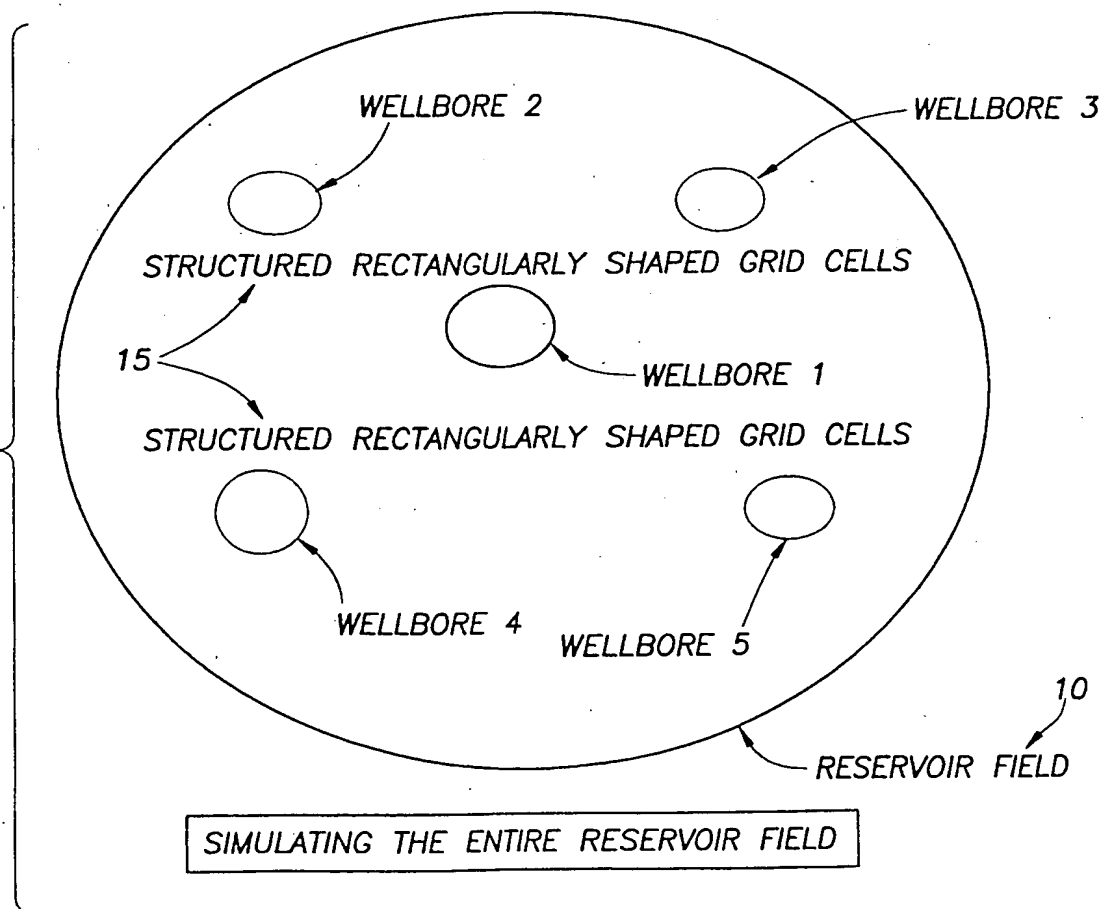 WELLBORE 2
WELLBORE 3
STRUCTURED RECTANGULARLY SHAPED GRID CELLS
15
WELLBORE 1
STRUCTURED RECTANGULARLY SHAPED GRID CELLS
WELLBORE 4
WELLBORE 5
10
RESERVOIR FIELD
SIMULATING THE ENTIRE RESERVOIR FIELD